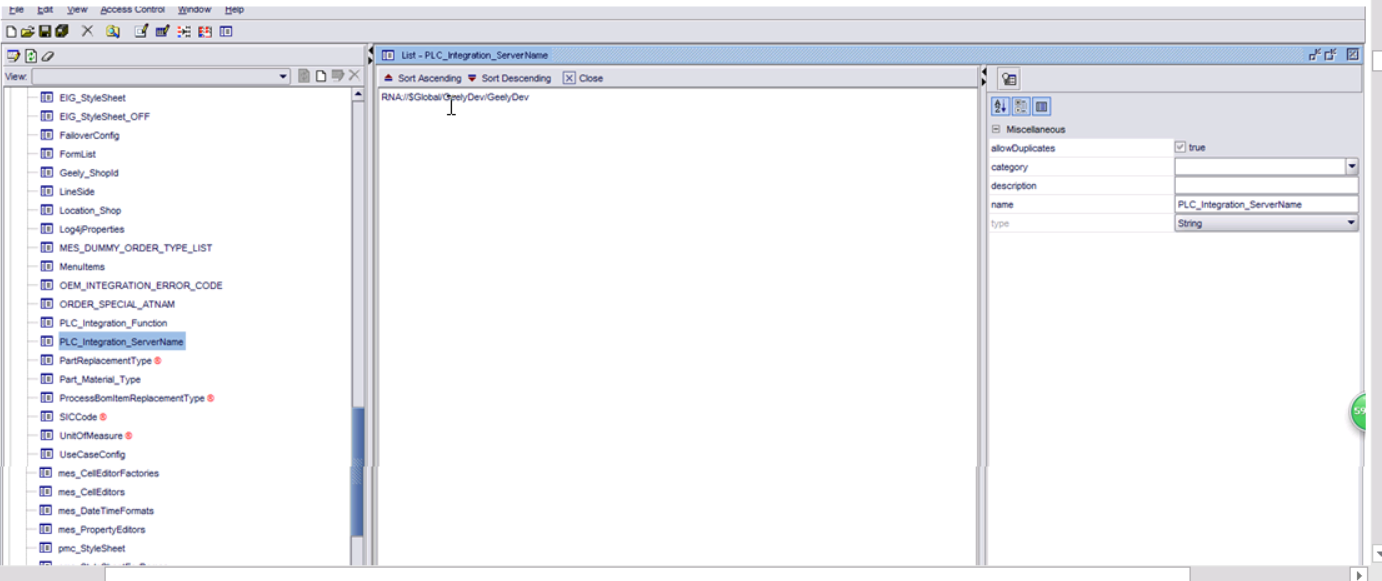 File Edit View Access Control Window Help
View:
EIG_StyleSheet
EIG_StyleSheet_OFF
FailoverConfig
FormList
Geely_ShopId
LineSide
Location_Shop
Log4jProperties
MES_DUMMY_ORDER_TYPE_LIST
MenuItems
OEM_INTEGRATION_ERROR_CODE
ORDER_SPECIAL_ATNAM
PLC_Integration_Function
PLC_Integration_ServerName
PartReplacementType ®
Part_Material_Type
ProcessBomItemReplacementType ®
SICCode ®
UnitOfMeasure ®
UseCaseConfig
mes_CellEditorFactories
mes_CellEditors
mes_DateTimeFormats
mes_PropertyEditors
pmc_StyleSheet
List - PLC_Integration_ServerName
Sort Ascending Sort Descending Close
RNA://$Global/GeelyDev/GeelyDev
Miscellaneous
allowDuplicates true
category
description
name PLC_Integration_ServerName
type String
59